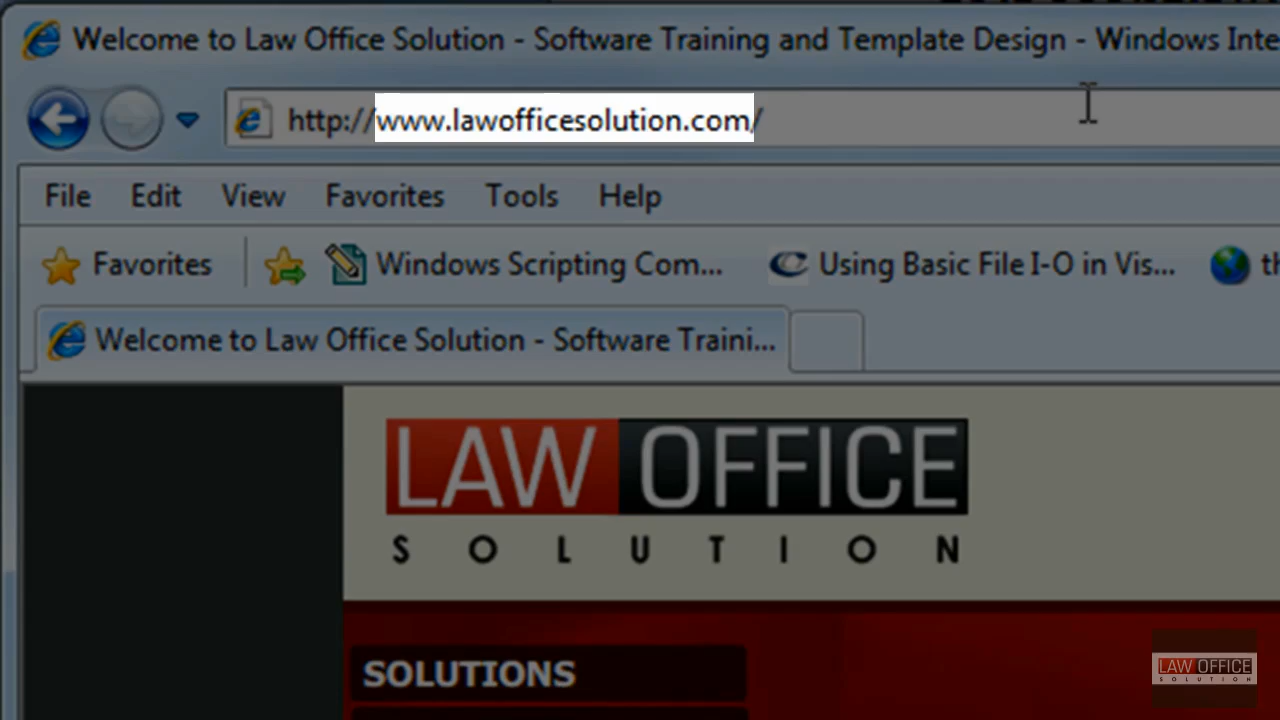 Welcome to Law Office Solution - Software Training and Template Design - Windows Inte
http://www.lawofficesolution.com/
File Edit View Favorites Tools Help
Favorites Windows Scripting Com... Using Basic File I-O in Vis... th
Welcome to Law Office Solution - Software Traini...
LAW OFFICE
SOLUTION
SOLUTIONS
LAW OFFICE
SOLUTION